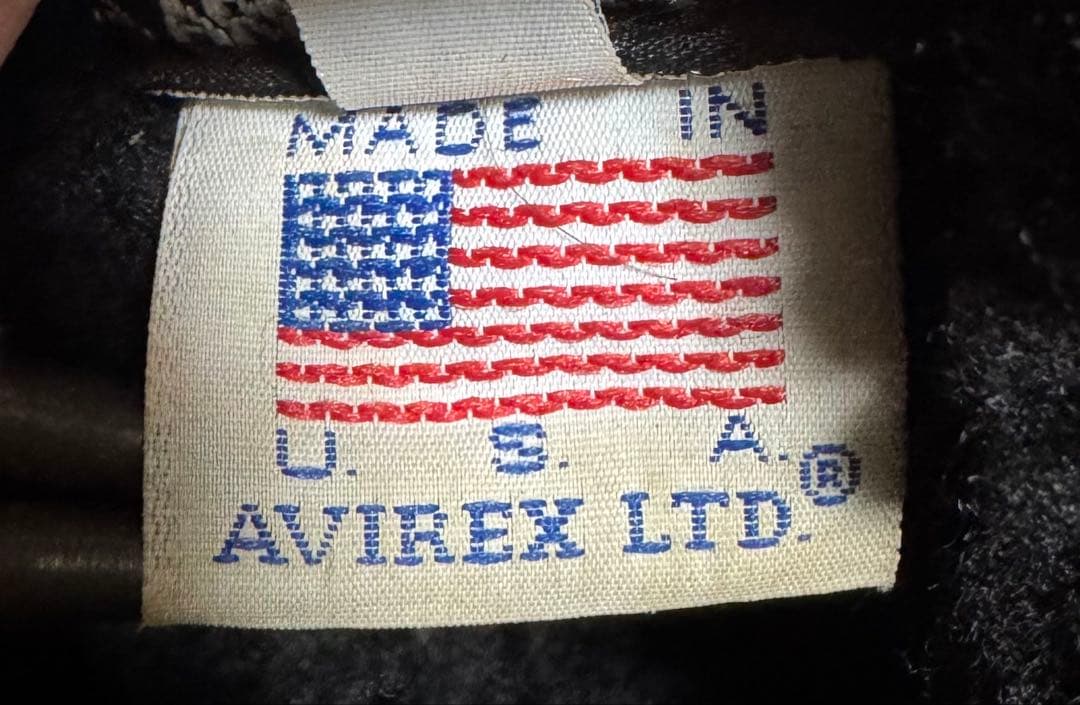 MADE IN
U. S. A.
AVIREX LTD.®